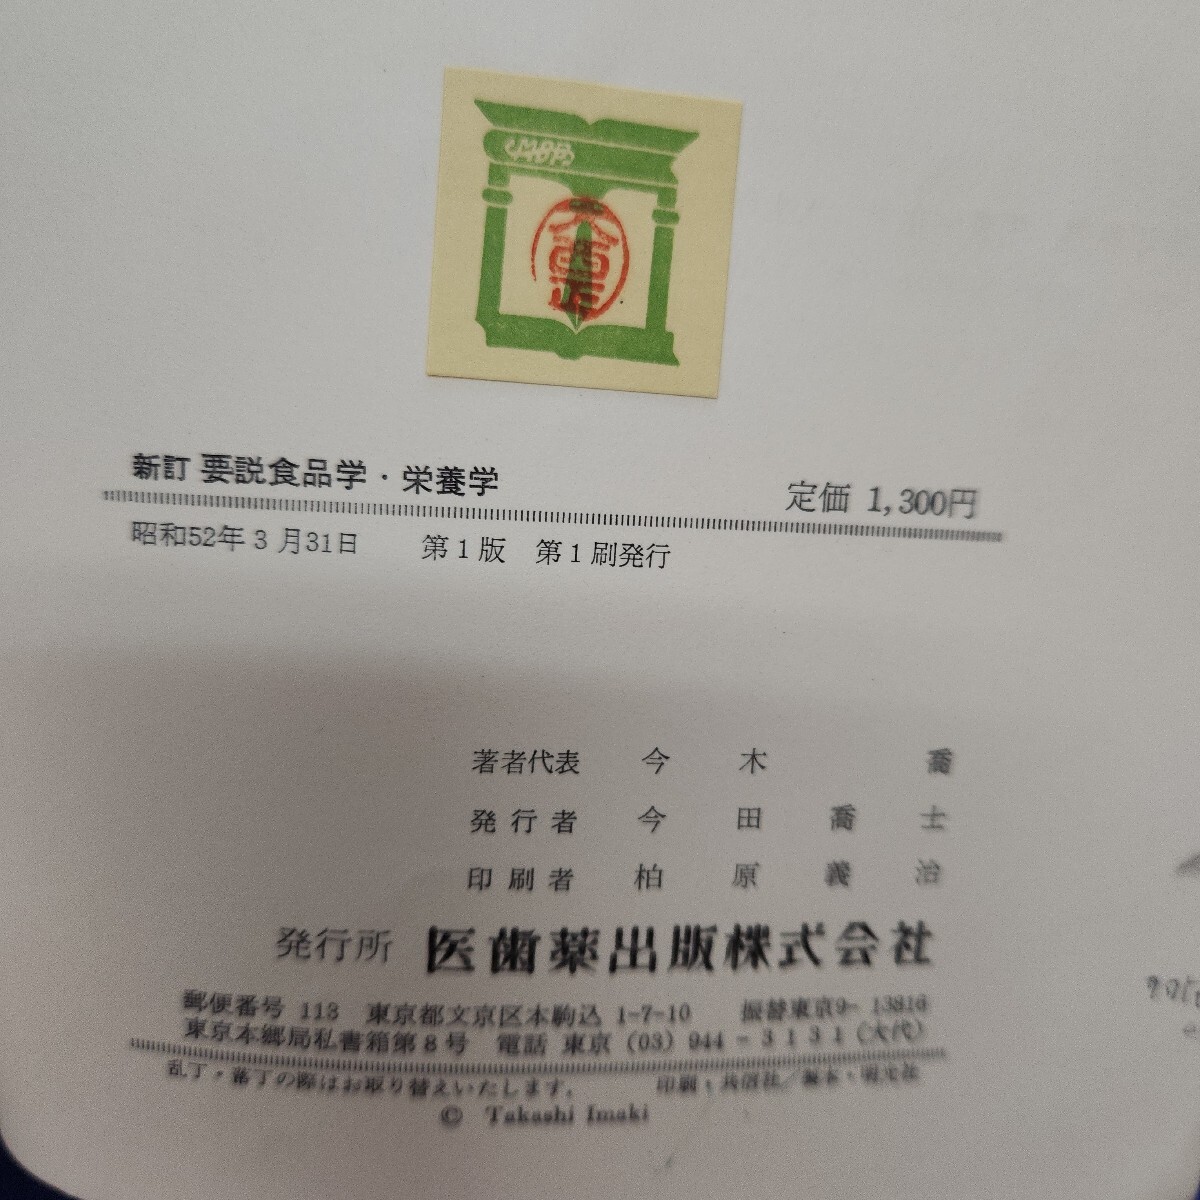 MDP
新訂 要説食品学・栄養学
定価 1,300円
昭和52年3月31日 第1版 第1刷発行
著者代表 今木 喬
発行者 今田喬士
印刷者 柏原義治
発行所 医歯薬出版株式会社
郵便番号 113 東京都文京区本駒込 1-7-10 振替東京9-13816
東京本郷局私書箱第8号 電話 東京 (03) 944-3131(大代)
乱丁・落丁の際はお取り替えいたします. 印刷・
© Takashi Imaki